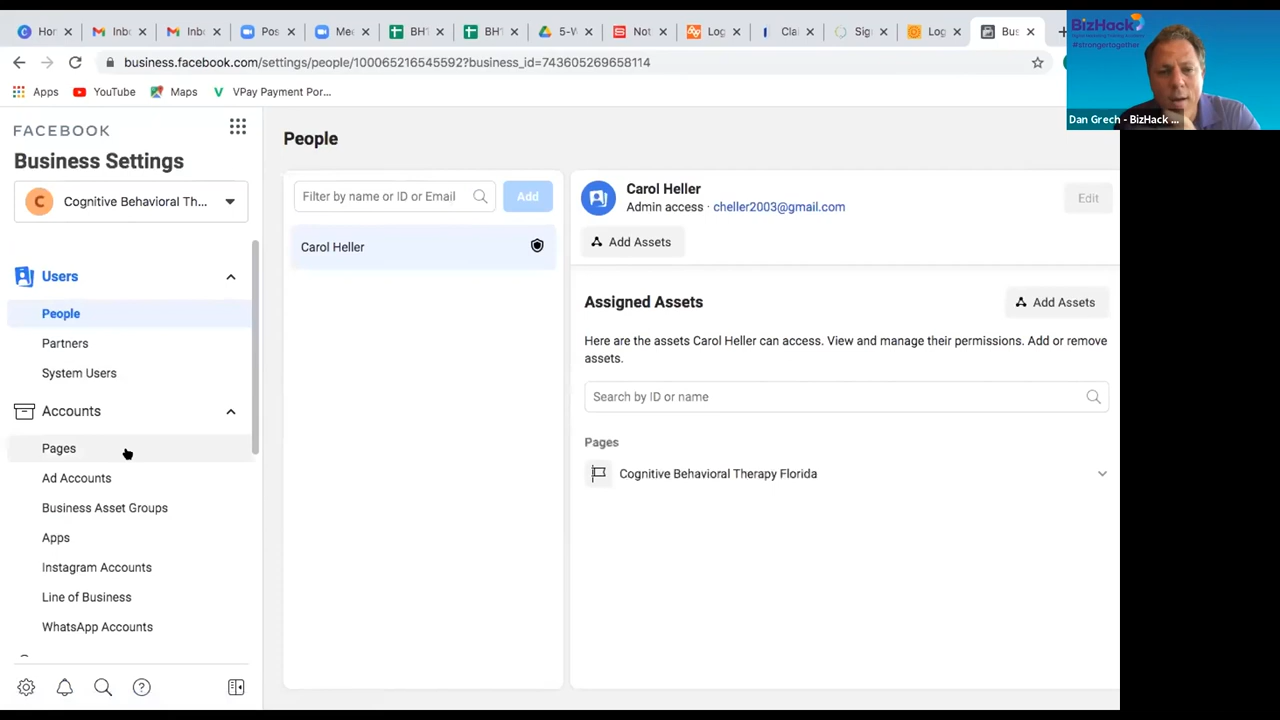 Hor
Inb
Inb
Pos
Mee
BH
BH
5-W
Not
Log
Clai
Sig
Log
Bus
business.facebook.com/settings/people/100065216545592?business_id=743605269658114
Apps
YouTube
Maps
VPay Payment Por...
BizHack
#strongertogether
Dan Grech - BizHack ...
FACEBOOK
Business Settings
C
Cognitive Behavioral Th...
Users
People
Partners
System Users
Accounts
Pages
Ad Accounts
Business Asset Groups
Apps
Instagram Accounts
Line of Business
WhatsApp Accounts
People
Filter by name or ID or Email
Add
Carol Heller
Carol Heller
Admin access · cheller2003@gmail.com
Edit
Add Assets
Assigned Assets
Add Assets
Here are the assets Carol Heller can access. View and manage their permissions. Add or remove
assets.
Search by ID or name
Pages
Cognitive Behavioral Therapy Florida